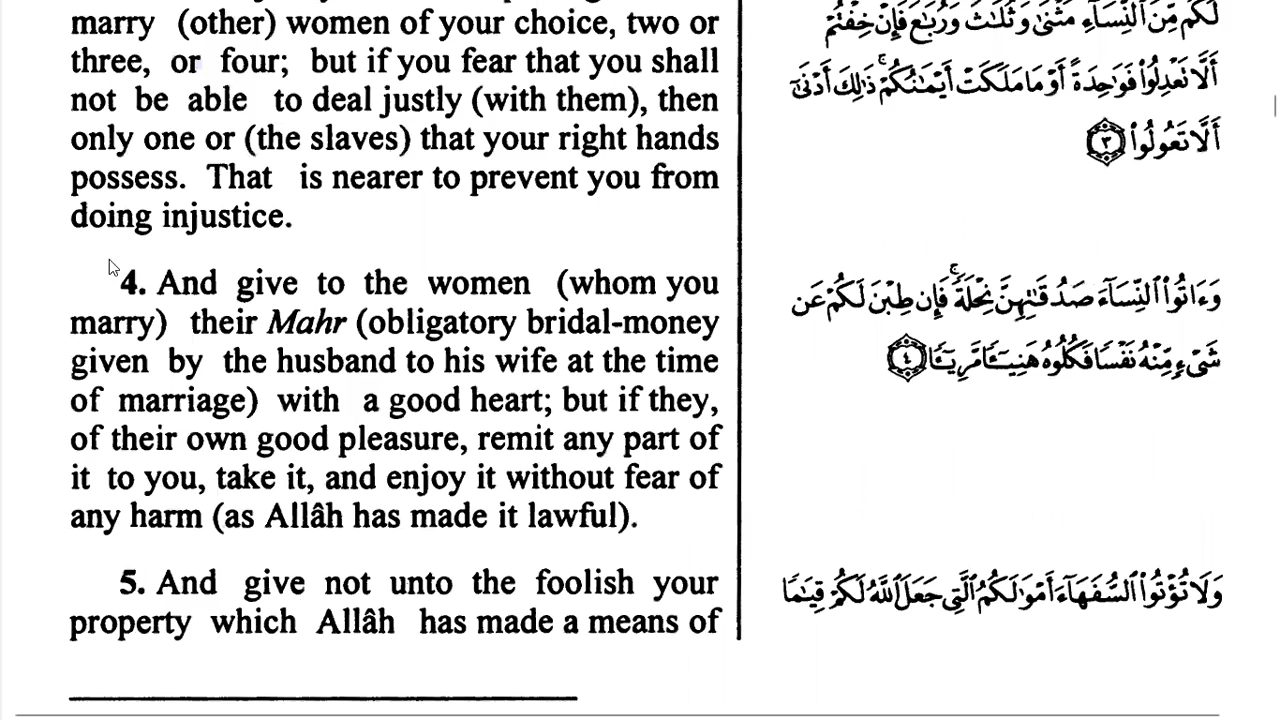 marry (other) women of your choice, two or
three, or four; but if you fear that you shall
not be able to deal justly (with them), then
only one or (the slaves) that your right hands
possess. That is nearer to prevent you from
doing injustice.
4. And give to the women (whom you
marry) their Mahr (obligatory bridal-money
given by the husband to his wife at the time
of marriage) with a good heart; but if they,
of their own good pleasure, remit any part of
it to you, take it, and enjoy it without fear of
any harm (as Allâh has made it lawful).
5. And give not unto the foolish your
property which Allâh has made a means of
لَكُم مِّنَ ٱلنِّسَآءِ مَثْنَىٰ وَثُلَـٰثَ وَرُبَـٰعَ فَإِنْ خِفْتُمْ
أَلَّا تَعْدِلُوا۟ فَوَٰحِدَةً أَوْ مَا مَلَكَتْ أَيْمَـٰنُكُمْ ۚ ذَٰلِكَ أَدْنَىٰٓ
أَلَّا تَعُولُوا۟ ٣
وَءَاتُوا۟ ٱلنِّسَآءَ صَدُقَـٰتِهِنَّ نِحْلَةً ۚ فَإِن طِبْنَ لَكُمْ عَن
شَىْءٍ مِّنْهُ نَفْسًا فَكُلُوهُ هَنِيٓـًٔا مَّرِيٓـًٔا ٤
وَلَا تُؤْتُوا۟ ٱلسُّفَهَآءَ أَمْوَٰلَكُمُ ٱلَّتِى جَعَلَ ٱللَّهُ لَكُمْ قِيَـٰمًا